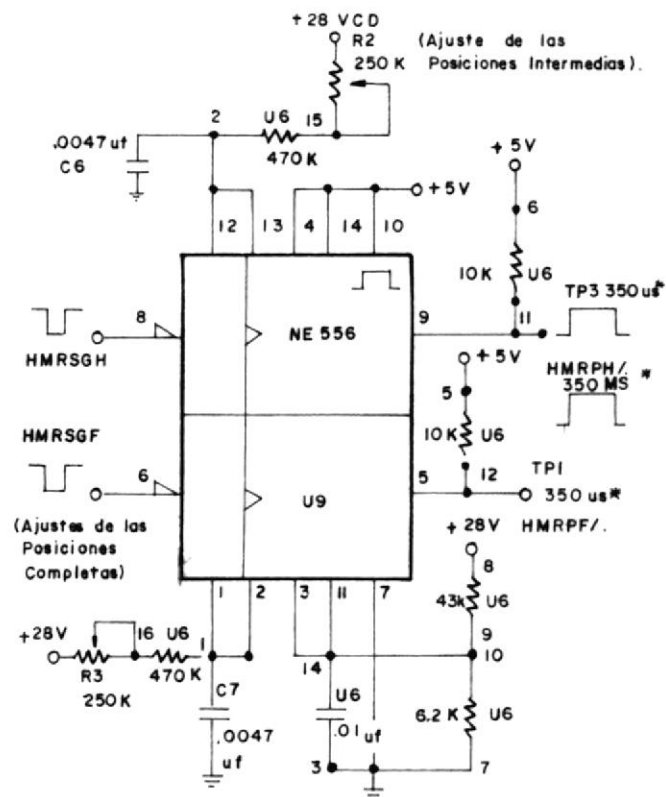 +28 VCD
R2
250 K
(Ajuste de las
Posiciones Intermedias).
2
U6
15
470 K
.0047 uf
C6
+5V
6
+5V
12
13
4
14
10
10K
U6
TP3 350 us*
8
NE 556
9
11
HMRSGH
+5V
HMRPH/.
350 MS *
5
HMRSGF
10K
U6
6
U9
5
12
TP1
350 us*
(Ajustes de las
Posiciones
Completas)
+28V
HMRPF/.
8
1
2
3
11
7
43k
U6
+28V
16
U6
1
9
14
10
R3
470K
250K
C7
.0047
uf
U6
.01 uf
6.2 K
U6
3
7